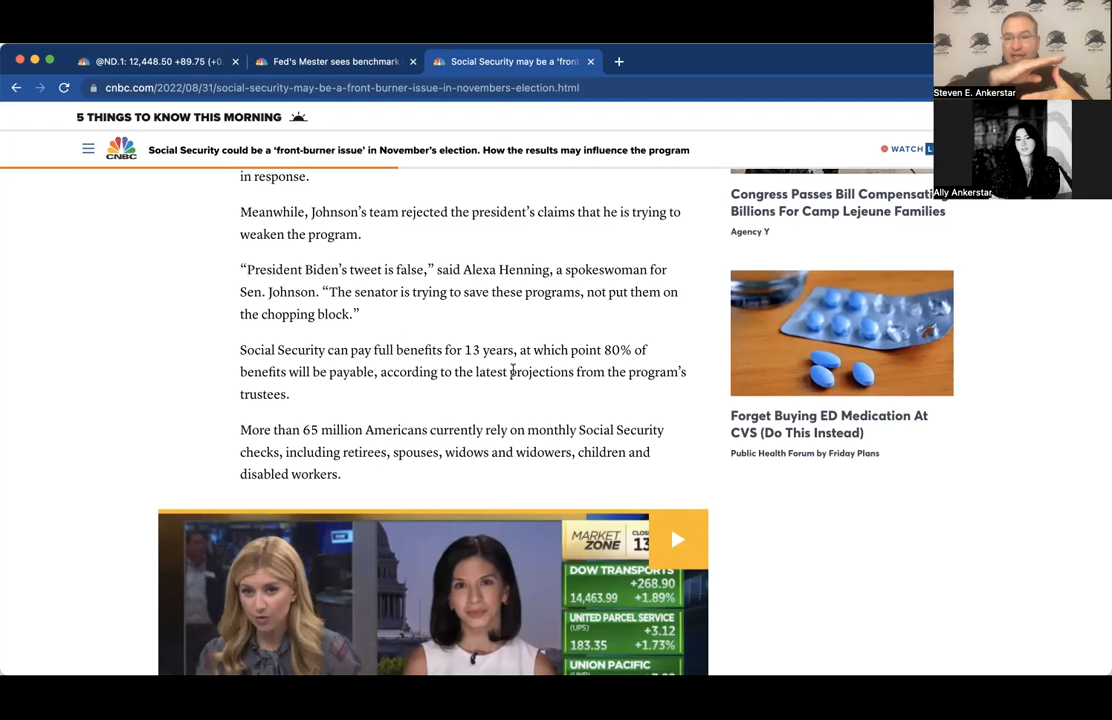 @ND.1: 12,448.50 +89.75 (+0.
Fed's Mester sees benchmark
Social Security may be a 'front
cnbc.com/2022/08/31/social-security-may-be-a-front-burner-issue-in-novembers-election.html
Steven E. Ankerstar
Ally Ankerstar
5 THINGS TO KNOW THIS MORNING
CNBC
Social Security could be a ‘front-burner issue’ in November’s election. How the results may influence the program
WATCH L
in response.
Meanwhile, Johnson’s team rejected the president’s claims that he is trying to
weaken the program.
“President Biden’s tweet is false,” said Alexa Henning, a spokeswoman for
Sen. Johnson. “The senator is trying to save these programs, not put them on
the chopping block.”
Social Security can pay full benefits for 13 years, at which point 80% of
benefits will be payable, according to the latest projections from the program’s
trustees.
More than 65 million Americans currently rely on monthly Social Security
checks, including retirees, spouses, widows and widowers, children and
disabled workers.
Congress Passes Bill Compensating
Billions For Camp Lejeune Families
Agency Y
Forget Buying ED Medication At
CVS (Do This Instead)
Public Health Forum by Friday Plans
MARKET
ZONE
13
DOW TRANSPORTS
+268.90
14,463.99 +1.89%
UNITED PARCEL SERVICE
(UPS)
+3.12
183.35 +1.73%
UNION PACIFIC